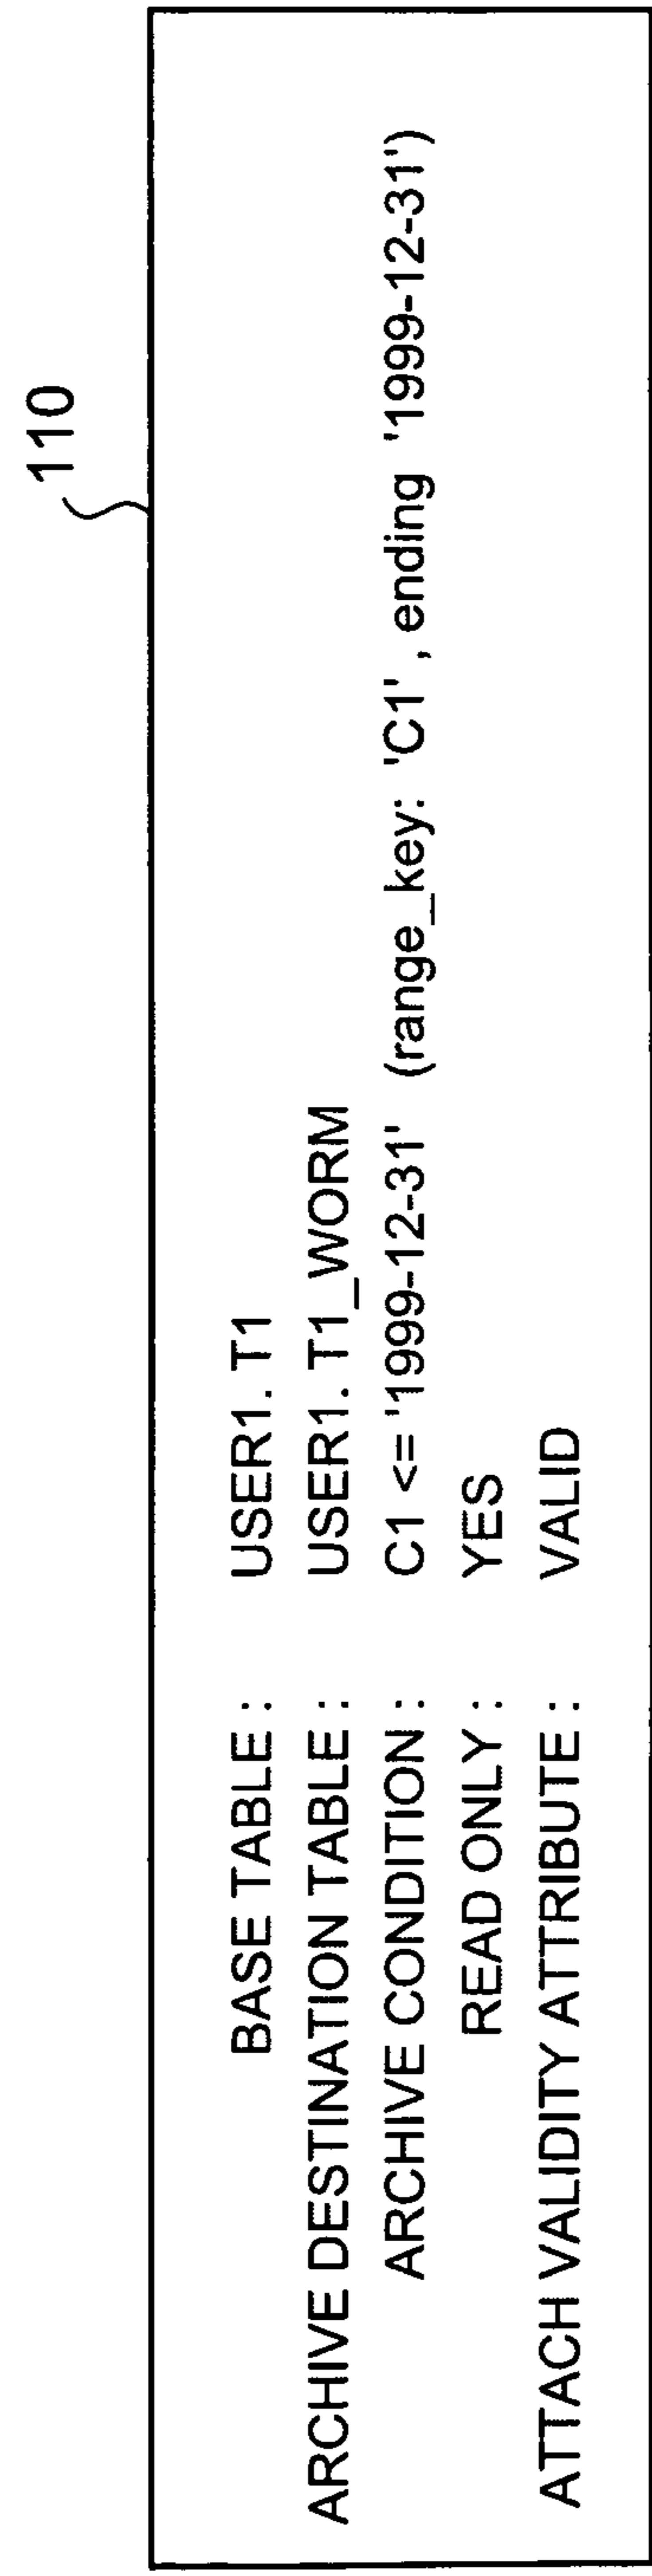 110
BASE TABLE : USER1. T1
ARCHIVE DESTINATION TABLE : USER1. T1_WORM
ARCHIVE CONDITION : C1 <= '1999-12-31' (range_key: 'C1' , ending '1999-12-31')
READ ONLY : YES
ATTACH VALIDITY ATTRIBUTE : VALID